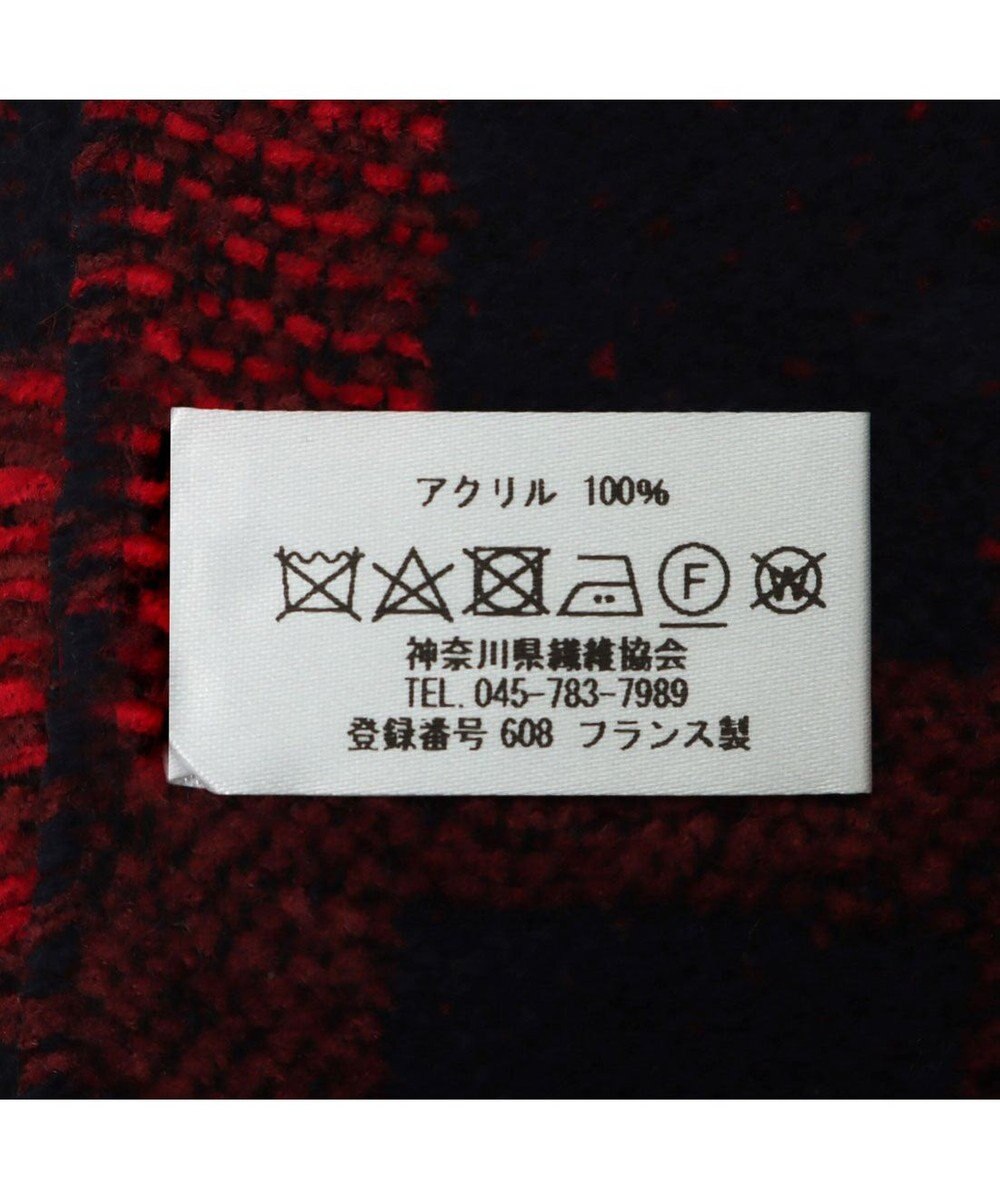 アクリル 100%
F W
神奈川県繊維協会
TEL. 045-783-7989
登録番号 608 フランス製